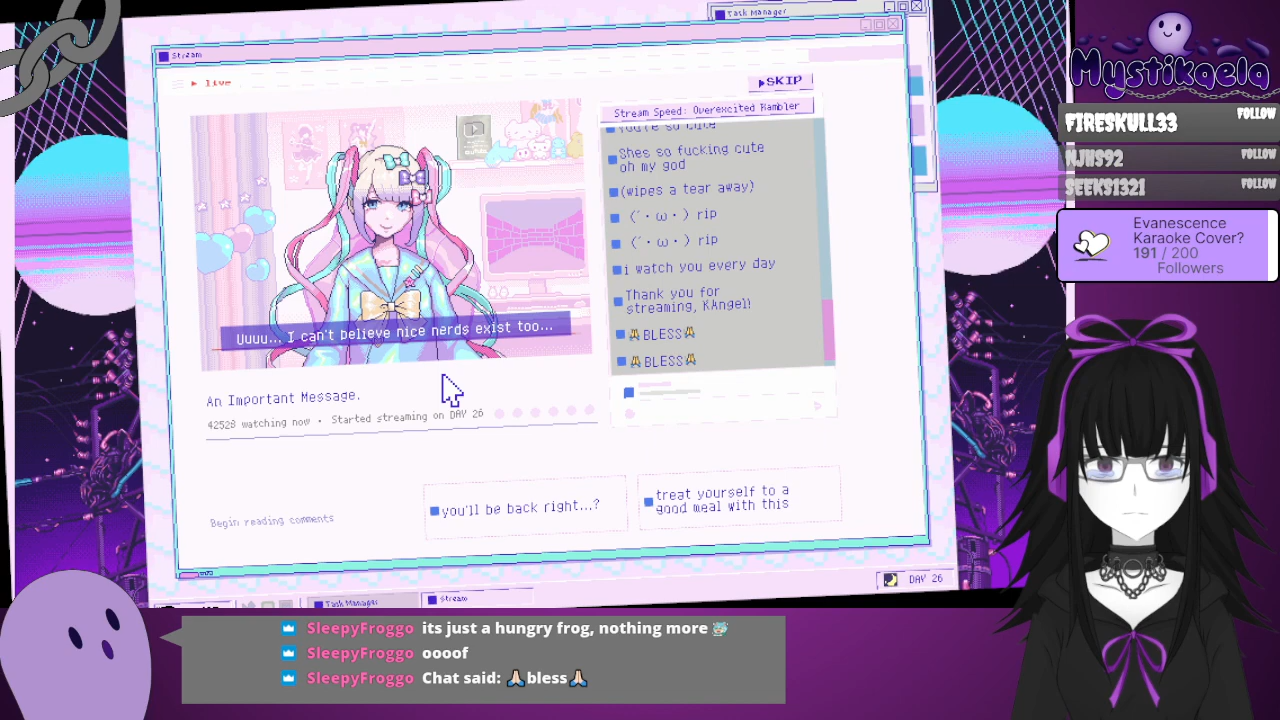 Task Manager
Stream
live
SKIP
Stream Speed: Overexcited Rambler
You're so cute
Shes so fucking cute
oh my god
(wipes a tear away)
(´・ω・) rip
(´・ω・) rip
i watch you every day
Thank you for
streaming, KAngel!
🙏BLESS🙏
🙏BLESS🙏
Uuuu... I can't believe nice nerds exist too...
An Important Message.
42528 watching now • Started streaming on DAY 26
Begin reading comments
you'll be back right...?
treat yourself to a
good meal with this
DAY 26
Task Manager
Stream
Mystikaela
FIRESKULL33 FOLLOW
NJHS92 FOLLOW
SEEKS1321 FOLLOW
Evanescence
Karaoke Cover?
191 / 200
Followers
SleepyFroggo its just a hungry frog, nothing more
SleepyFroggo oooof
SleepyFroggo Chat said: 🙏bless🙏